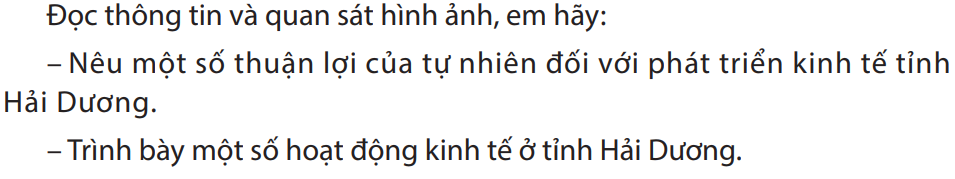 Đọc thông tin và quan sát hình ảnh, em hãy:
– Nêu một số thuận lợi của tự nhiên đối với phát triển kinh tế tỉnh
Hải Dương.
– Trình bày một số hoạt động kinh tế ở tỉnh Hải Dương.